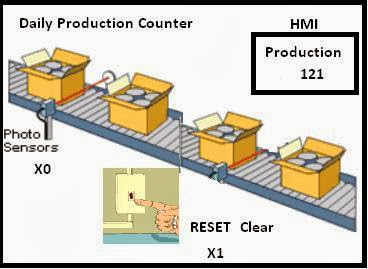 Daily Production Counter
HMI
Production
121
Photo
Sensors
X0
RESET Clear
X1